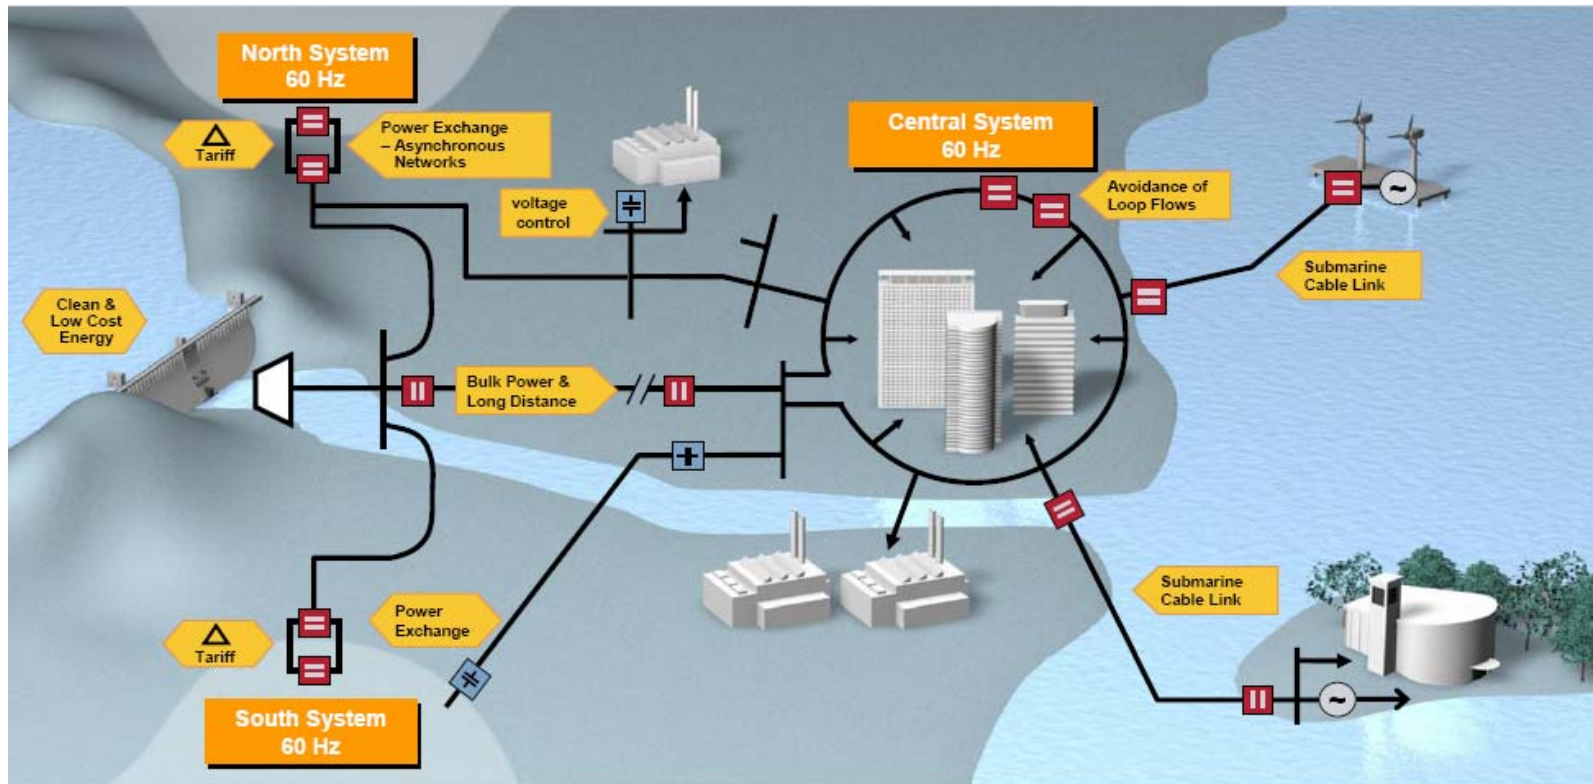 North System
60 Hz
Δ
Tariff
Power Exchange
– Asynchronous
Networks
voltage
control
Central System
60 Hz
Avoidance of
Loop Flows
Submarine
Cable Link
Clean &
Low Cost
Energy
Bulk Power &
Long Distance
Submarine
Cable Link
Power
Exchange
Δ
Tariff
South System
60 Hz